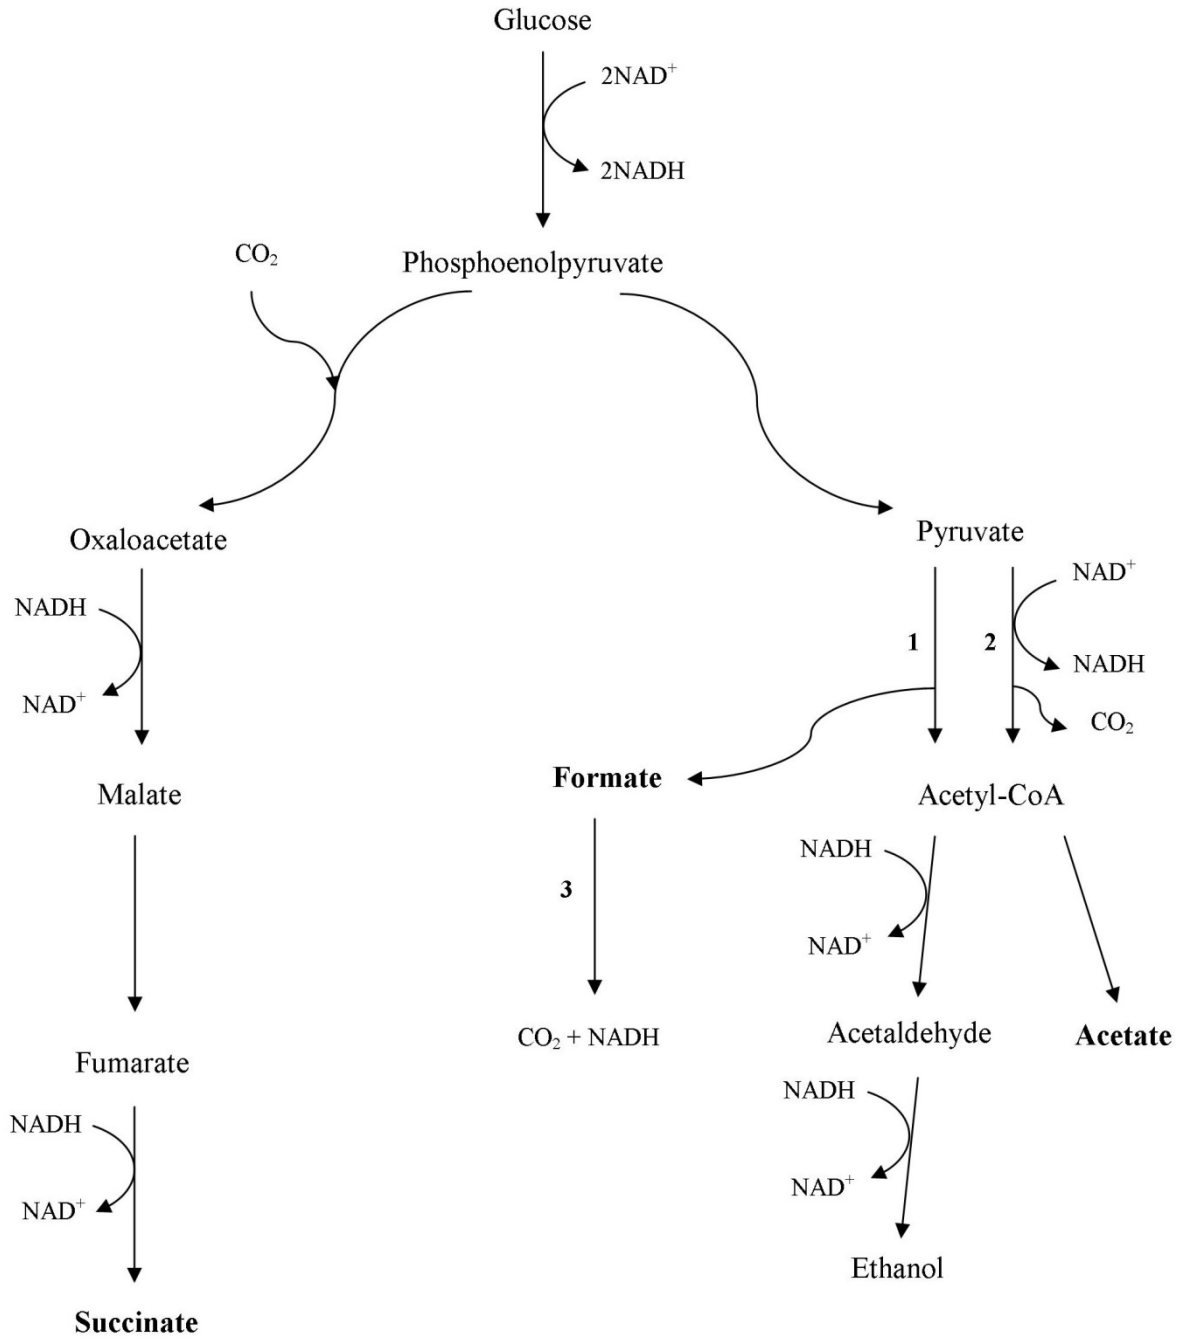 Glucose
2NAD⁺
2NADH
CO₂
Phosphoenolpyruvate
Oxaloacetate
Pyruvate
NADH
NAD⁺
1
2
NAD⁺
NADH
CO₂
Malate
Formate
Acetyl-CoA
NADH
NAD⁺
3
CO₂ + NADH
Acetaldehyde
Acetate
Fumarate
NADH
NAD⁺
NADH
NAD⁺
Ethanol
Succinate